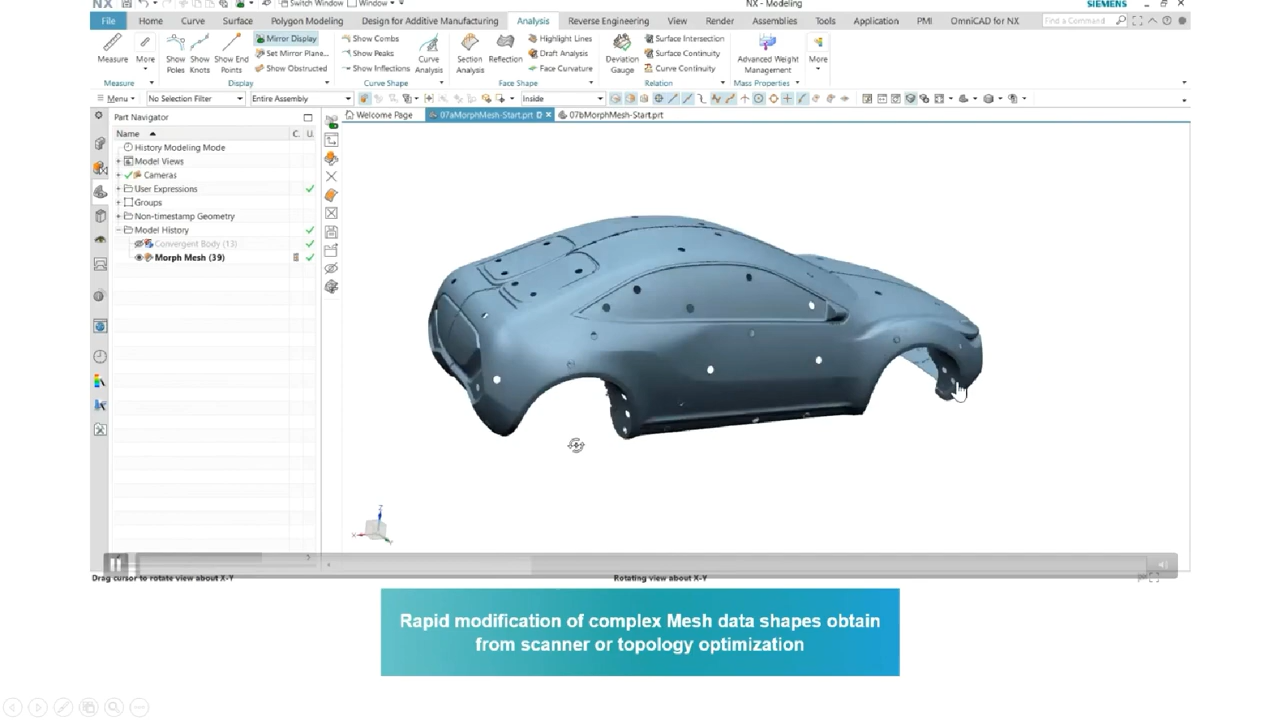 NX Switch Window Window NX - Modeling SIEMENS
File Home Curve Surface Polygon Modeling Design for Additive Manufacturing Analysis Reverse Engineering View Render Assemblies Tools Application PMI OmniCAD for NX Find a Command
Measure More Show Poles Show Knots Show End Points Mirror Display Set Mirror Plane... Show Obstructed
Show Combs Show Peaks Show Inflections Curve Analysis
Section Analysis Reflection Highlight Lines Draft Analysis Face Curvature
Deviation Gauge Surface Intersection Surface Continuity Curve Continuity
Advanced Weight Management More
Measure Display Curve Shape Face Shape Relation Mass Properties
Menu No Selection Filter Entire Assembly Inside
Part Navigator
Welcome Page 07aMorphMesh-Start.prt 07bMorphMesh-Start.prt
Name C. U.
History Modeling Mode
Model Views
Cameras
User Expressions
Groups
Non-timestamp Geometry
Model History
Convergent Body (13)
Morph Mesh (39)
Z
X
Y
Drag cursor to rotate view about X-Y Rotating view about X-Y
Rapid modification of complex Mesh data shapes obtain
from scanner or topology optimization